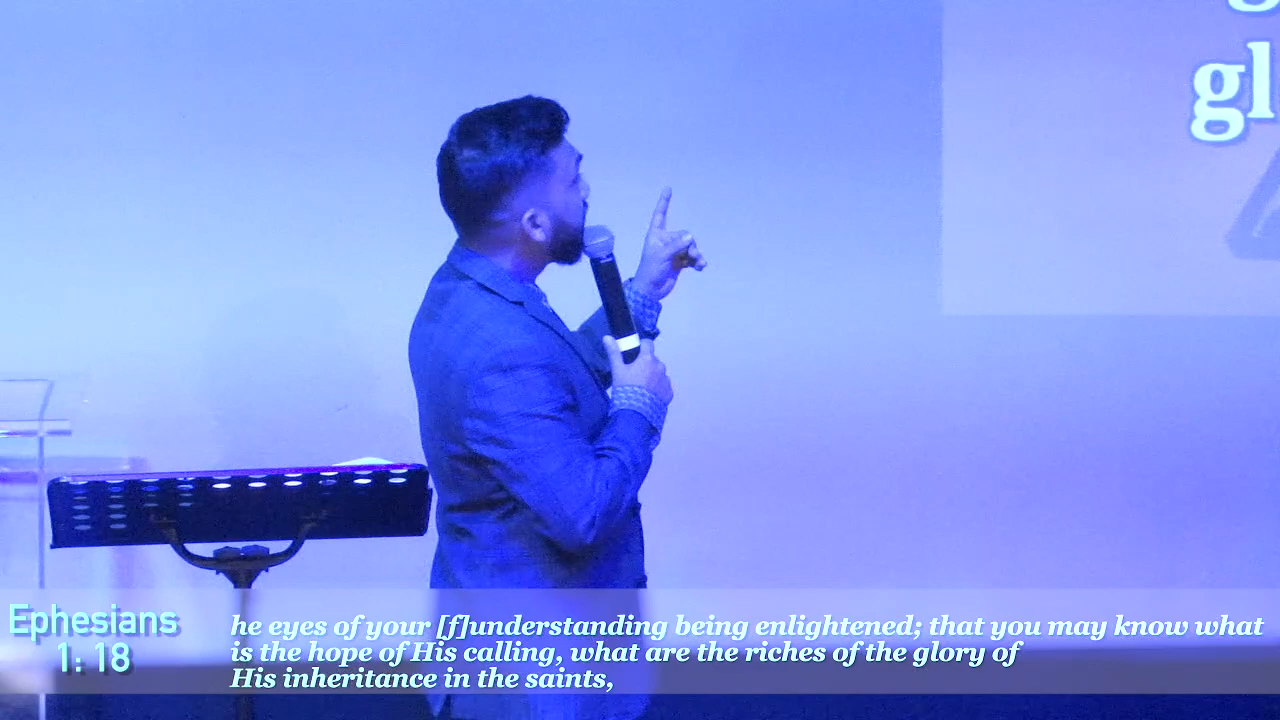 gl
Ephesians
1: 18
he eyes of your [f]understanding being enlightened; that you may know what
is the hope of His calling, what are the riches of the glory of
His inheritance in the saints,